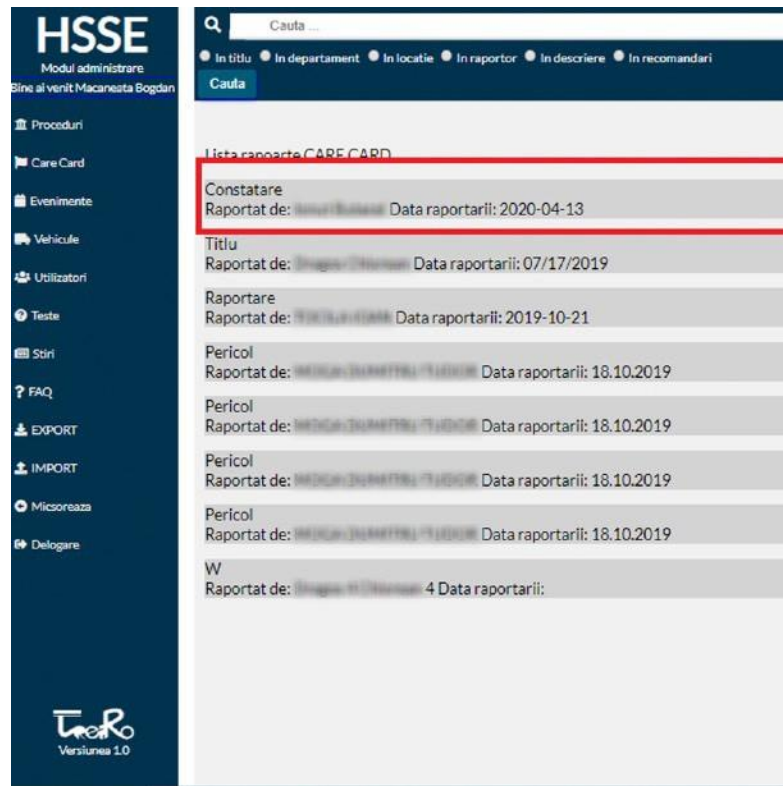 HSSE
Modul administrare
Bine ai venit Macaneata Bogdan
Proceduri
Care Card
Evenimente
Vehicule
Utilizatori
Teste
Stiri
? FAQ
EXPORT
IMPORT
Micsoreaza
Delogare
TreRo
Versiunea 1.0
Cauta ...
In titlu In departament In locatie In raportor In descriere In recomandari
Cauta
Lista rapoarte CARE CARD
Constatare
Raportat de: Data raportarii: 2020-04-13
Titlu
Raportat de: Data raportarii: 07/17/2019
Raportare
Raportat de: Data raportarii: 2019-10-21
Pericol
Raportat de: Data raportarii: 18.10.2019
Pericol
Raportat de: Data raportarii: 18.10.2019
Pericol
Raportat de: Data raportarii: 18.10.2019
Pericol
Raportat de: Data raportarii: 18.10.2019
W
Raportat de: 4 Data raportarii: